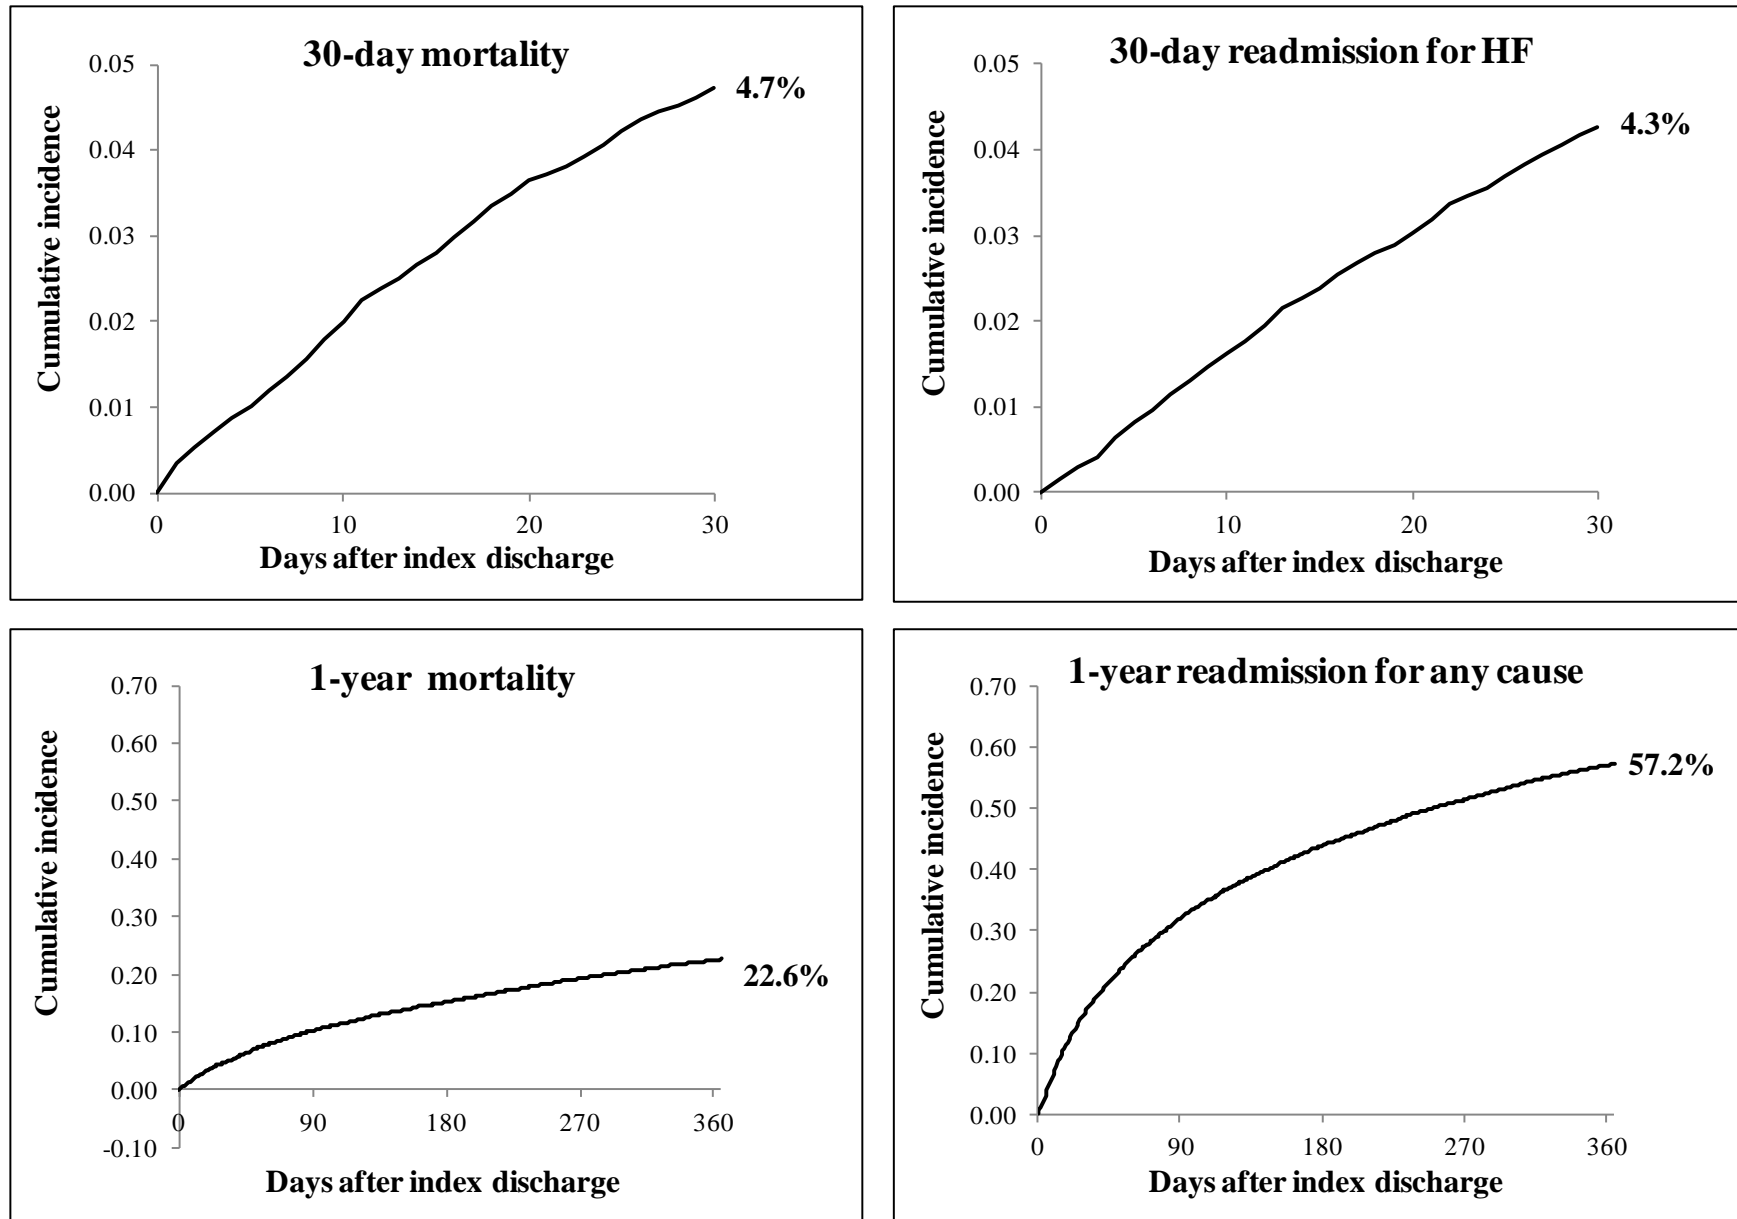 30-day mortality
0.05
0.04
0.03
0.02
0.01
0.00
Cumulative incidence
4.7%
0 10 20 30
Days after index discharge
30-day readmission for HF
0.05
0.04
0.03
0.02
0.01
0.00
Cumulative incidence
4.3%
0 10 20 30
Days after index discharge
1-year mortality
0.70
0.60
0.50
0.40
0.30
0.20
0.10
0.00
-0.10
Cumulative incidence
22.6%
0 90 180 270 360
Days after index discharge
1-year readmission for any cause
0.70
0.60
0.50
0.40
0.30
0.20
0.10
0.00
Cumulative incidence
57.2%
0 90 180 270 360
Days after index discharge